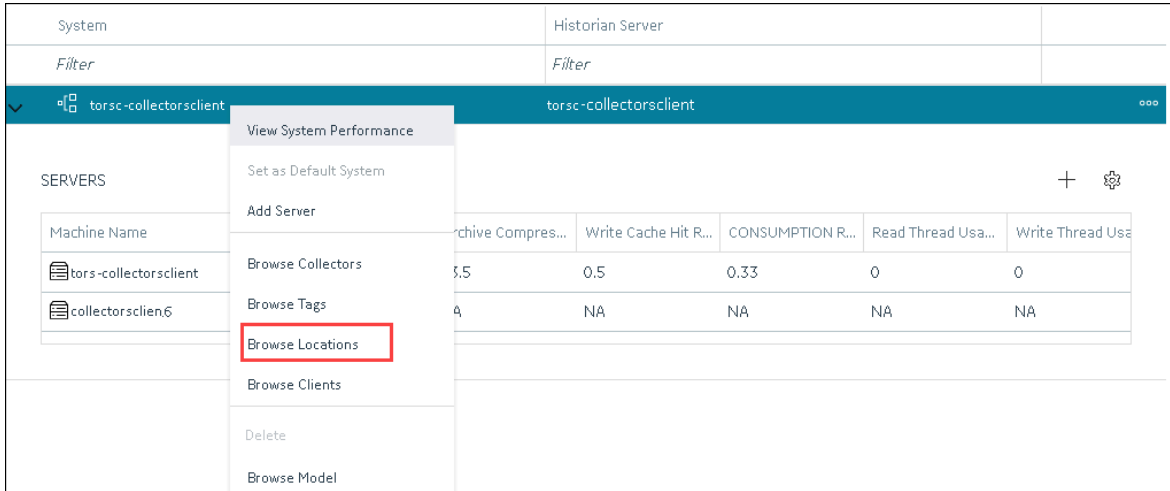 System Historian Server
Filter Filter
torsc-collectorsclient torsc-collectorsclient
View System Performance
Set as Default System
SERVERS
Add Server
Machine Name rchive Compres... Write Cache Hit R... CONSUMPTION R... Read Thread Usa... Write Thread Usa
Browse Collectors
tors-collectorsclient 3.5 0.5 0.33 0 0
Browse Tags
collectorsclien,6 A NA NA NA NA
Browse Locations
Browse Clients
Delete
Browse Model